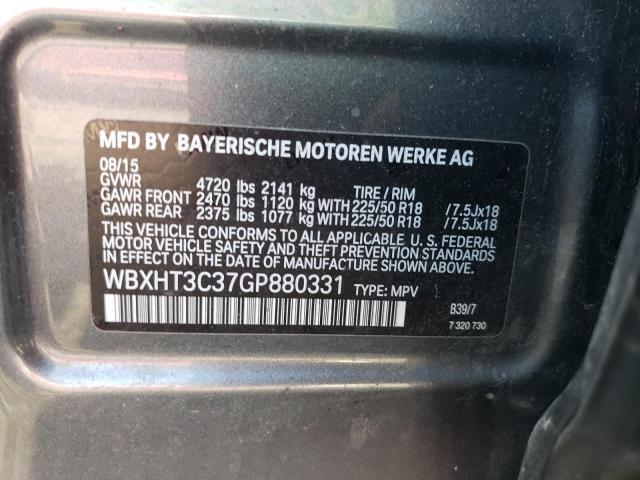 MFD BY BAYERISCHE MOTOREN WERKE AG
08/15
GVWR 4720 lbs 2141 kg TIRE / RIM
GAWR FRONT 2470 lbs 1120 kg WITH 225/50 R18 /7.5Jx18
GAWR REAR 2375 lbs 1077 kg WITH 225/50 R18 /7.5Jx18
THIS VEHICLE CONFORMS TO ALL APPLICABLE U. S. FEDERAL
MOTOR VEHICLE SAFETY AND THEFT PREVENTION STANDARDS
IN EFFECT ON THE DATE OF MANUFACTURE SHOWN ABOVE.
WBXHT3C37GP880331 TYPE: MPV
B39/7
7 320 730